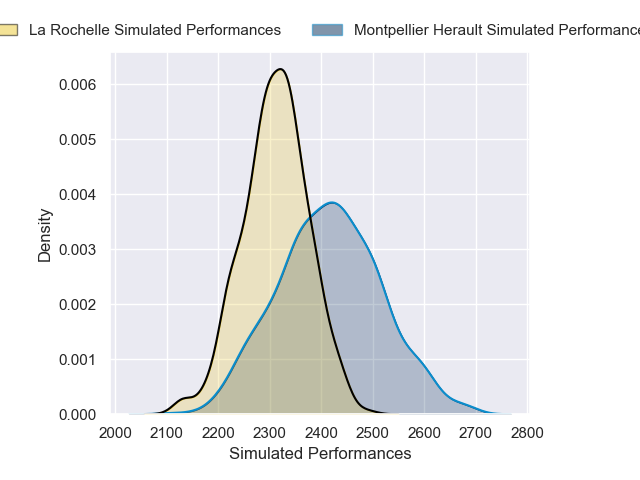 La Rochelle Simulated Performances
Montpellier Herault Simulated Performance
0.006
0.005
0.004
0.003
0.002
0.001
0.000
Density
2000 2100 2200 2300 2400 2500 2600 2700 2800
Simulated Performances